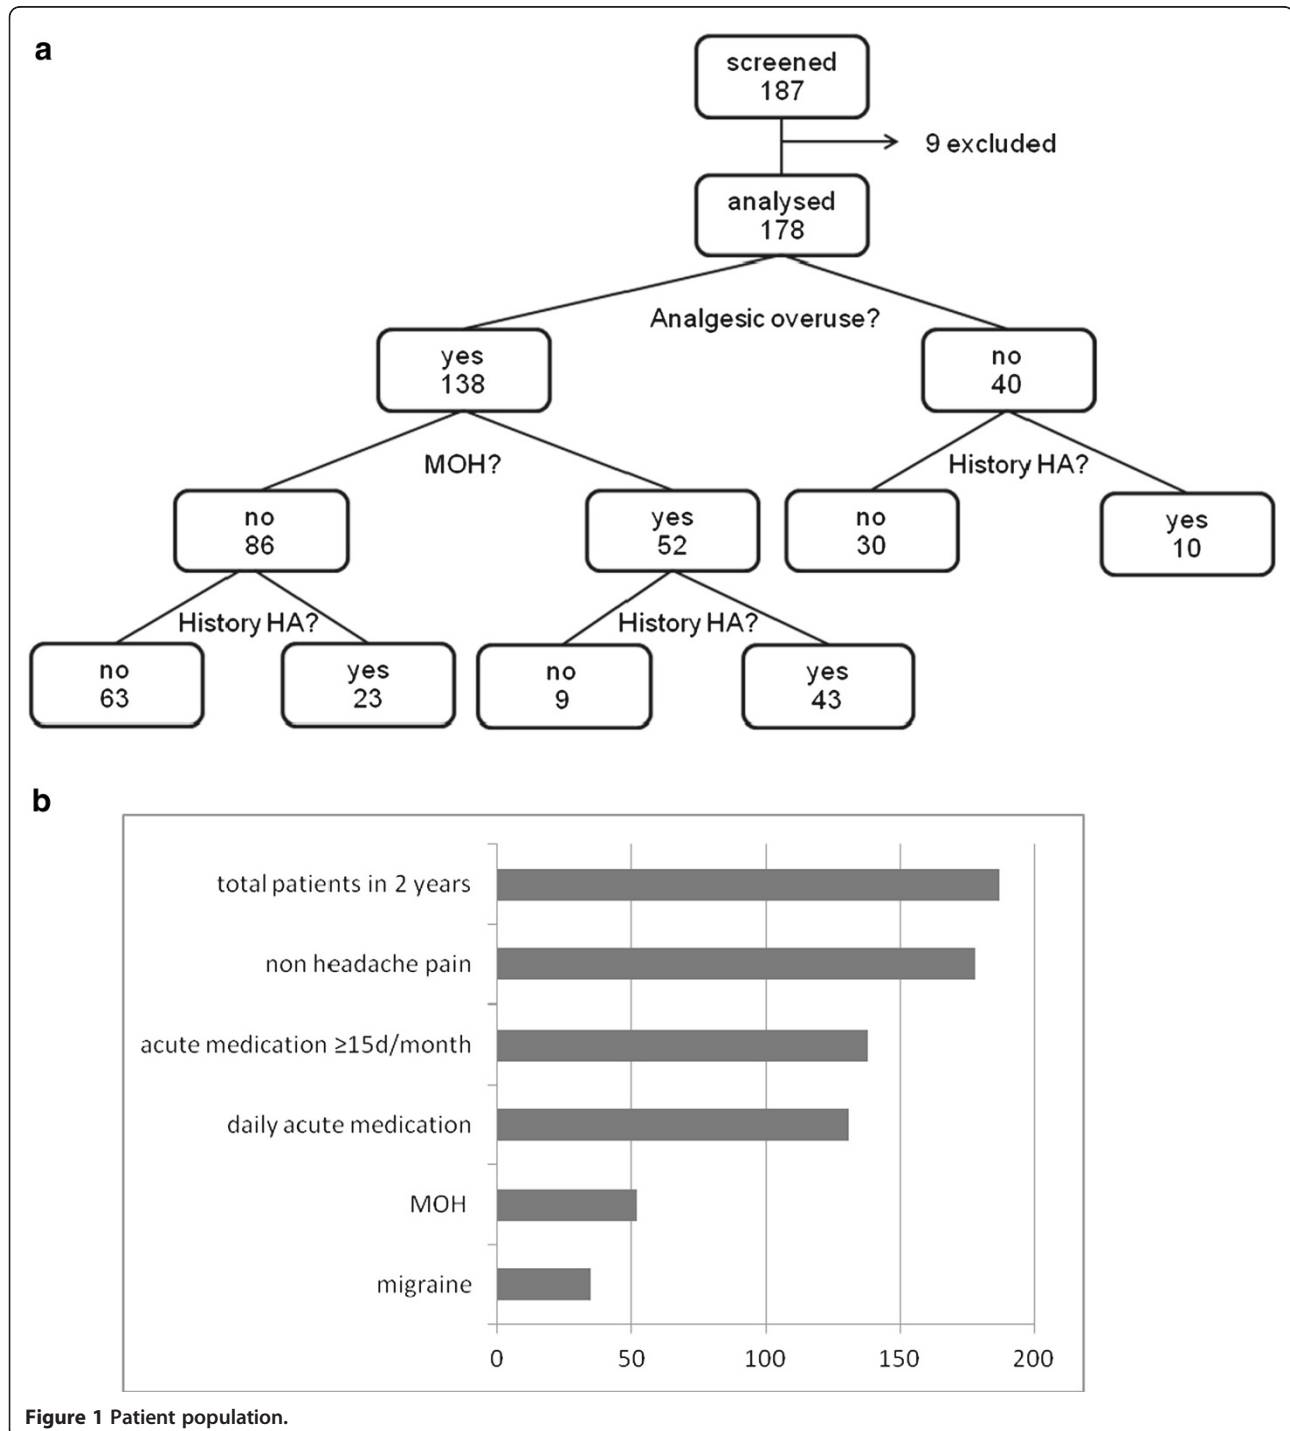 a
screened
187
9 excluded
analysed
178
Analgesic overuse?
yes
138
no
40
MOH?
History HA?
no
86
yes
52
no
30
yes
10
History HA?
History HA?
no
63
yes
23
no
9
yes
43
b
total patients in 2 years
non headache pain
acute medication ≥15d/month
daily acute medication
MOH
migraine
0 50 100 150 200
Figure 1 Patient population.